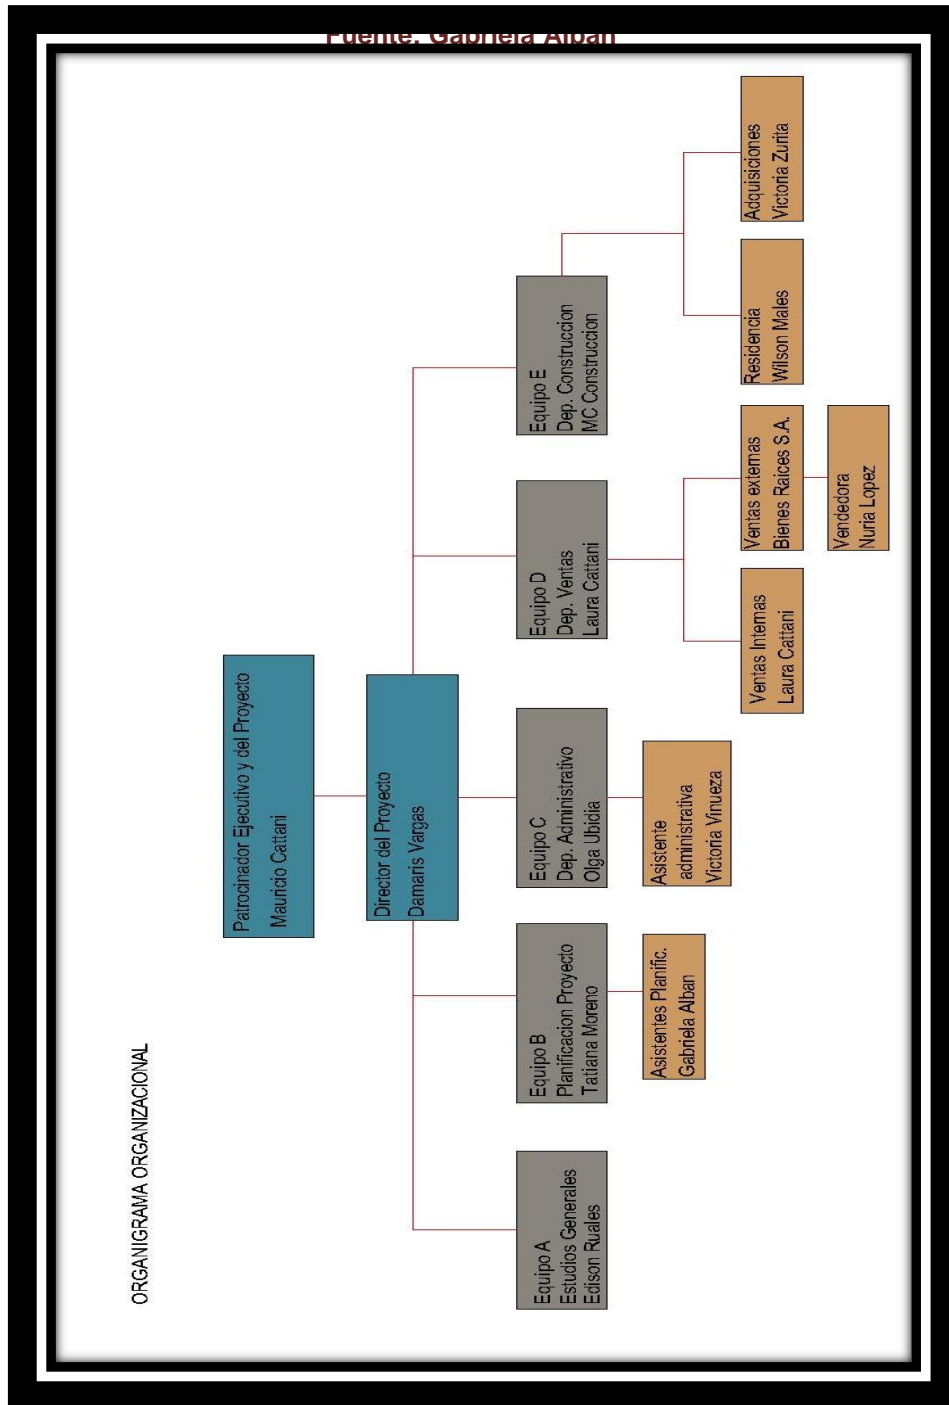 Fuente: Gabriela Alban
ORGANIGRAMA ORGANIZACIONAL
Patrocinador Ejecutivo y del Proyecto
Mauricio Cattani
Director del Proyecto
Damaris Vargas
Equipo A
Estudios Generales
Edison Ruales
Equipo B
Planificacion Proyecto
Tatiana Moreno
Equipo C
Dep. Administrativo
Olga Ubidia
Equipo D
Dep. Ventas
Laura Cattani
Equipo E
Dep. Construccion
MC Construccion
Asistentes Planific.
Gabriela Alban
Asistente
administrativa
Victoria Vinueza
Ventas Internas
Laura Cattani
Ventas externas
Bienes Raices S.A.
Vendedora
Nuria Lopez
Residencia
Wilson Males
Adquisiciones
Victoria Zurita